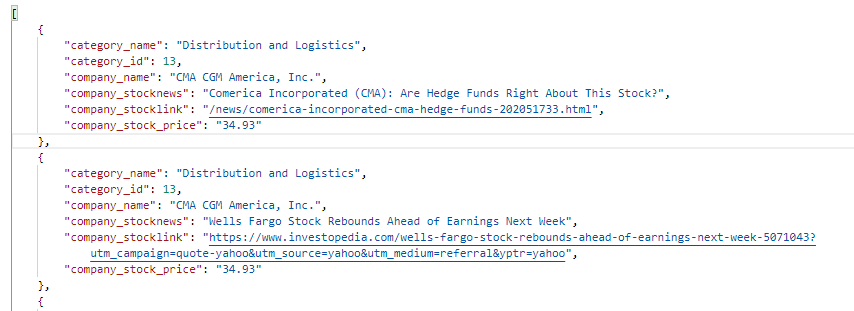 [
{
"category_name": "Distribution and Logistics",
"category_id": 13,
"company_name": "CMA CGM America, Inc.",
"company_stocknews": "Comerica Incorporated (CMA): Are Hedge Funds Right About This Stock?",
"company_stocklink": "/news/comerica-incorporated-cma-hedge-funds-202051733.html",
"company_stock_price": "34.93"
},
{
"category_name": "Distribution and Logistics",
"category_id": 13,
"company_name": "CMA CGM America, Inc.",
"company_stocknews": "Wells Fargo Stock Rebounds Ahead of Earnings Next Week",
"company_stocklink": "https://www.investopedia.com/wells-fargo-stock-rebounds-ahead-of-earnings-next-week-5071043?
utm_campaign=quote-yahoo&utm_source=yahoo&utm_medium=referral&yptr=yahoo",
"company_stock_price": "34.93"
},
{